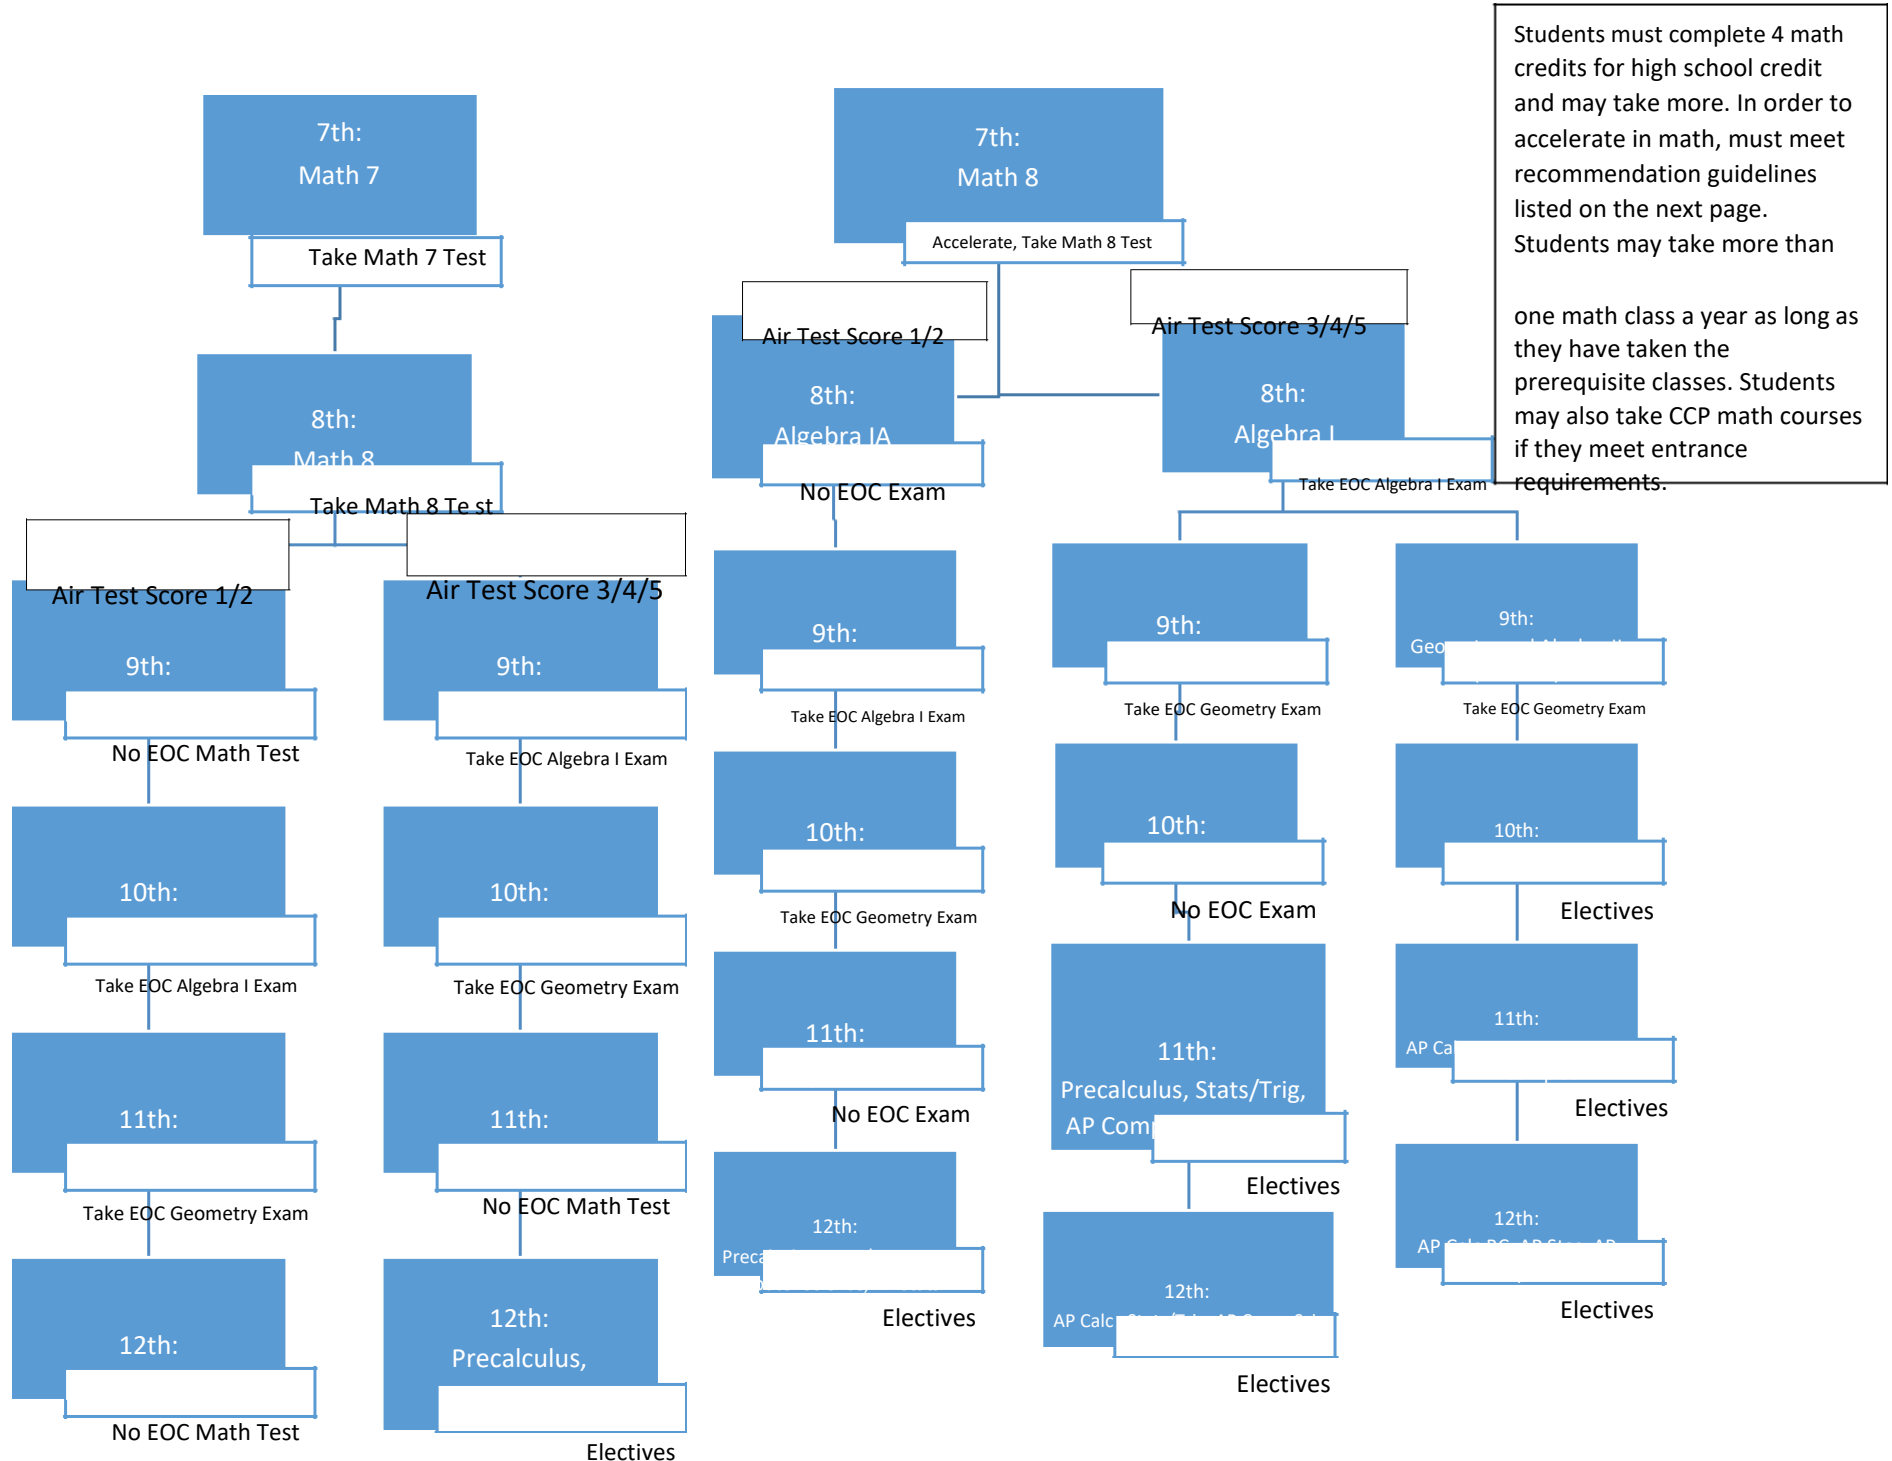 Students must complete 4 math
credits for high school credit
and may take more. In order to
accelerate in math, must meet
recommendation guidelines
listed on the next page.
Students may take more than
one math class a year as long as
they have taken the
prerequisite classes. Students
may also take CCP math courses
if they meet entrance
requirements.
7th:
Math 7
Take Math 7 Test
8th:
Math 8
Take Math 8 Te st
Air Test Score 1/2
9th:
No EOC Math Test
10th:
Take EOC Algebra I Exam
11th:
Take EOC Geometry Exam
12th:
No EOC Math Test
Air Test Score 3/4/5
9th:
Take EOC Algebra I Exam
10th:
Take EOC Geometry Exam
11th:
No EOC Math Test
12th:
Precalculus,
Electives
7th:
Math 8
Accelerate, Take Math 8 Test
Air Test Score 1/2
8th:
Algebra IA
No EOC Exam
9th:
Take EOC Algebra I Exam
10th:
Take EOC Geometry Exam
11th:
No EOC Exam
12th:
Electives
Air Test Score 3/4/5
8th:
Algebra I
Take EOC Algebra I Exam
9th:
Take EOC Geometry Exam
10th:
No EOC Exam
11th:
Precalculus, Stats/Trig,
AP Comp
Electives
12th:
AP Calc
Electives
9th:
Take EOC Geometry Exam
10th:
Electives
11th:
AP
Electives
12th:
AP
Electives